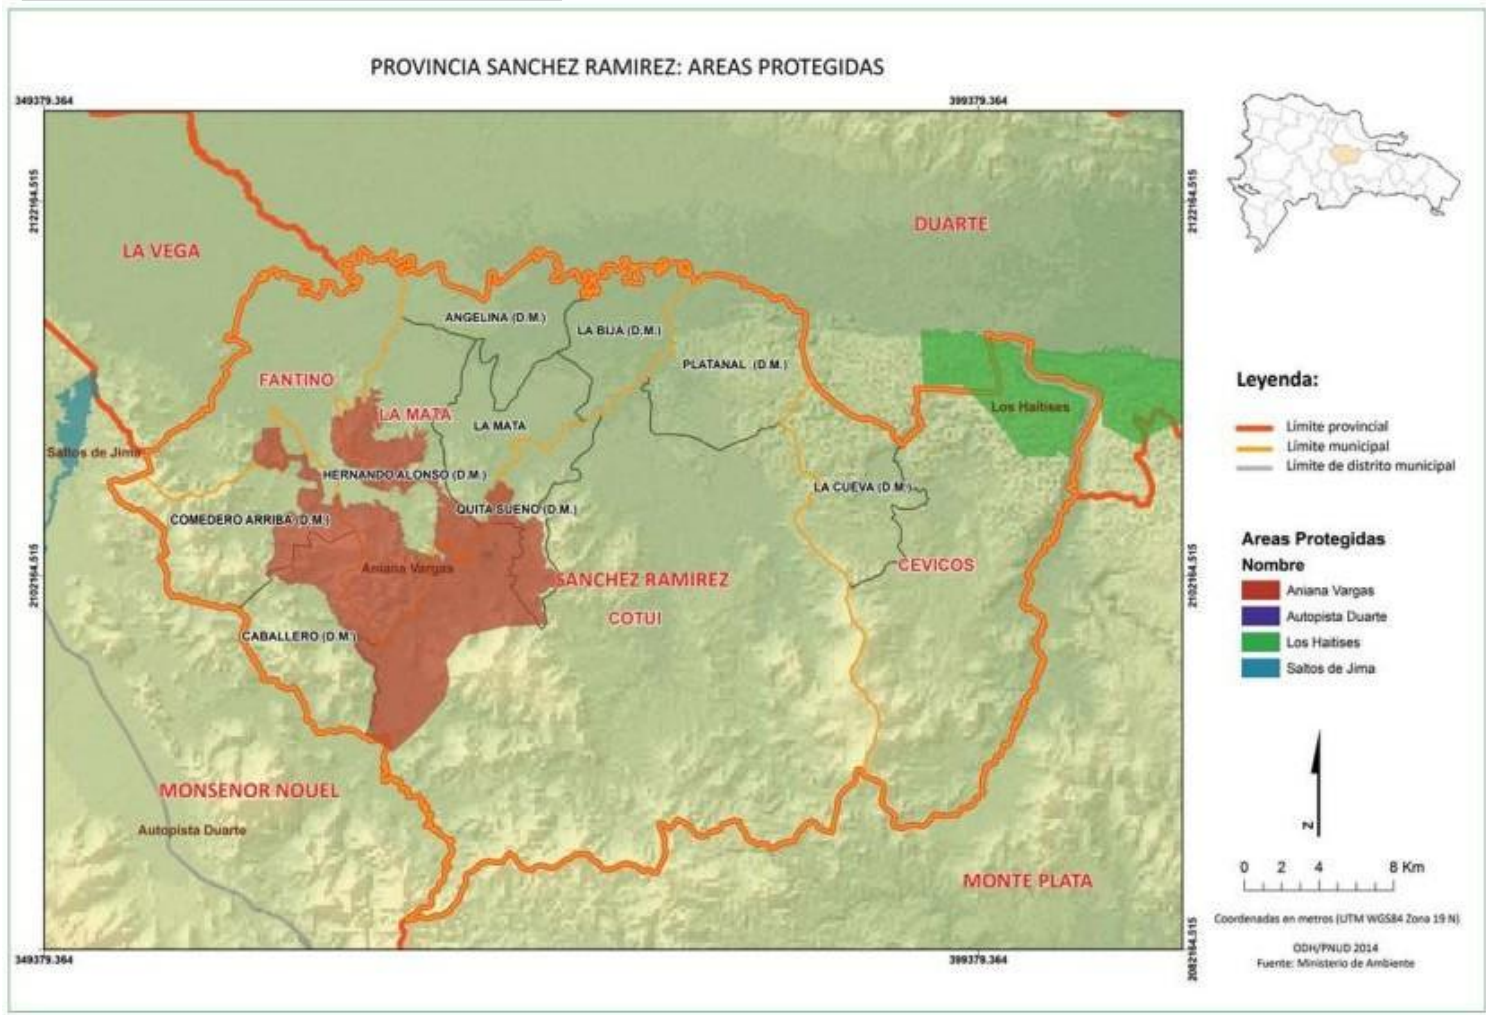 PROVINCIA SANCHEZ RAMIREZ: AREAS PROTEGIDAS
349379.364
399379.364
2122164.515
2122164.515
LA VEGA
DUARTE
ANGELINA (D.M.)
LA BIJA (D.M.)
PLATANAL (D.M.)
FANTINO
LA MATA
LA MATA
Los Haitises
Saltos de Jima
HERNANDO ALONSO (D.M.)
LA CUEVA (D.M.)
QUITA SUENO (D.M.)
COMEDERO ARRIBA (D.M.)
Aniana Vargas
SANCHEZ RAMIREZ
CEVICOS
COTUI
2102164.515
2102164.515
CABALLERO (D.M.)
MONSENOR NOUEL
Autopista Duarte
MONTE PLATA
349379.364
399379.364
2082164.515
Leyenda:
Límite provincial
Límite municipal
Límite de distrito municipal
Areas Protegidas
Nombre
Aniana Vargas
Autopista Duarte
Los Haitises
Saltos de Jima
N
0 2 4 8 Km
Coordenadas en metros (UTM WGS84 Zona 19 N)
ODH/PNUD 2014
Fuente: Ministerio de Ambiente